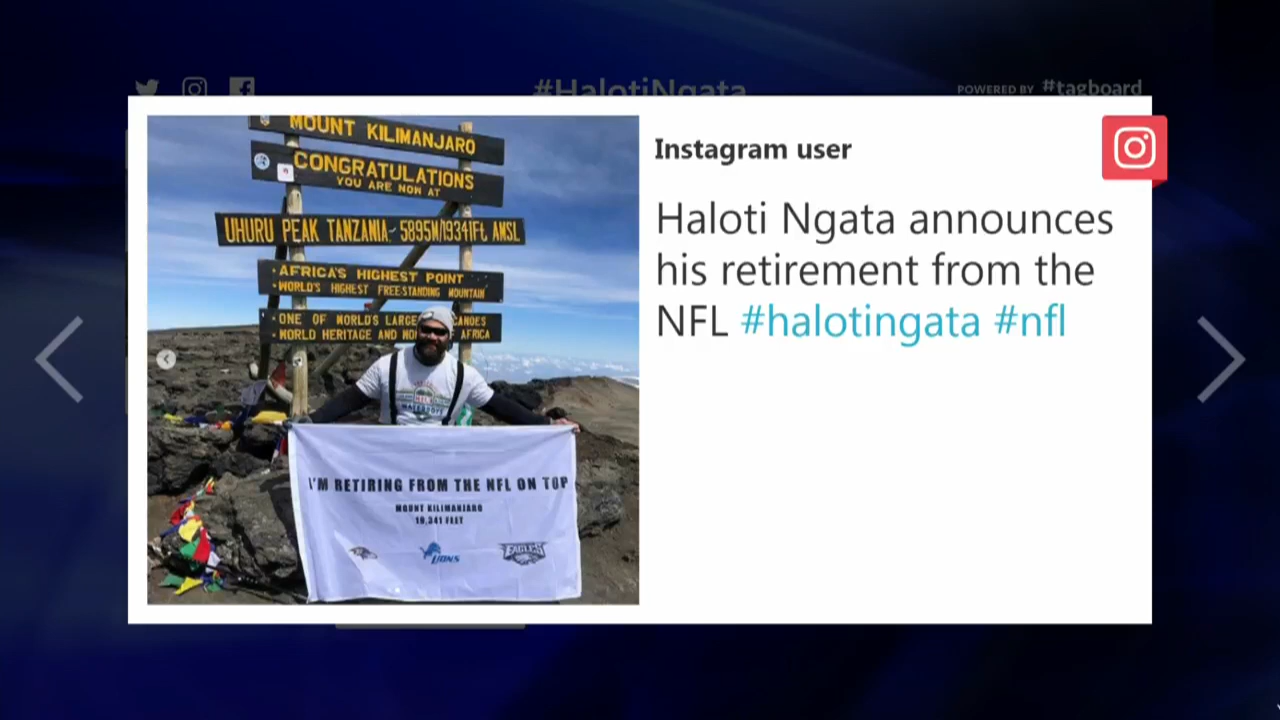 #HalotiNgata
POWERED BY #tagboard
MOUNT KILIMANJARO
CONGRATULATIONS
YOU ARE NOW AT
UHURU PEAK TANZANIA~ 5895M/19341Ft. AMSL
• AFRICA'S HIGHEST POINT
• WORLD'S HIGHEST FREE-STANDING MOUNTAIN
• ONE OF WORLD'S
• WORLD HERITAGE AND OF AFRICA
I'M RETIRING FROM THE NFL ON TOP
MOUNT KILIMANJARO
19,341 FEET
LIONS
EAGLES
Instagram user
Haloti Ngata announces
his retirement from the
NFL #halotingata #nfl